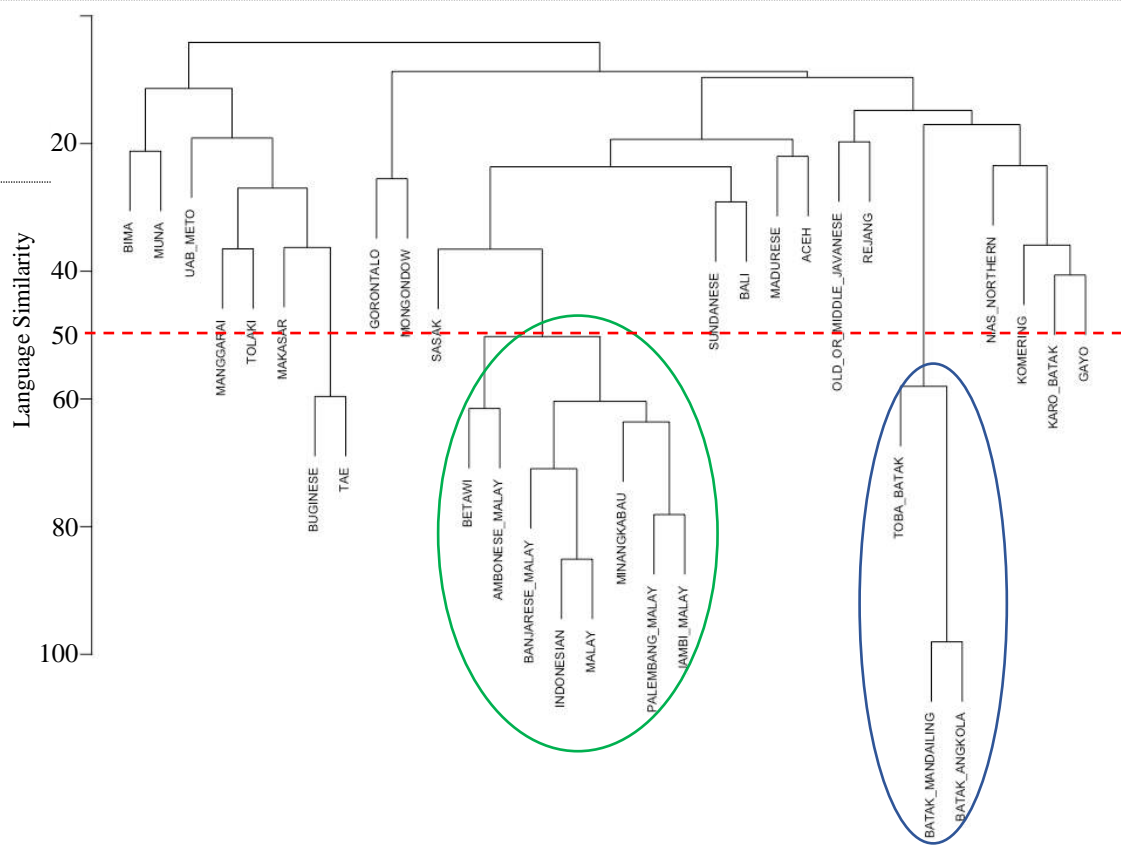 Language Similarity
20
40
50
60
80
100
BIMA
MUNA
UAB_METO
MANGGARAI
TOLAKI
MAKASAR
BUGINESE
TAE
GORONTALO
MONGONDOW
SASAK
BETAWI
AMBONESE_MALAY
BANJARESE_MALAY
INDONESIAN
MALAY
MINANGKABAU
PALEMBANG_MALAY
JAMBI_MALAY
SUNDANESE
BALI
MADURESE
ACEH
OLD_OR_MIDDLE_JAVANESE
REJANG
TOBA_BATAK
BATAK_MANDAILING
BATAK_ANGKOLA
NIAS_NORTHERN
KOMERING
KARO_BATAK
GAYO